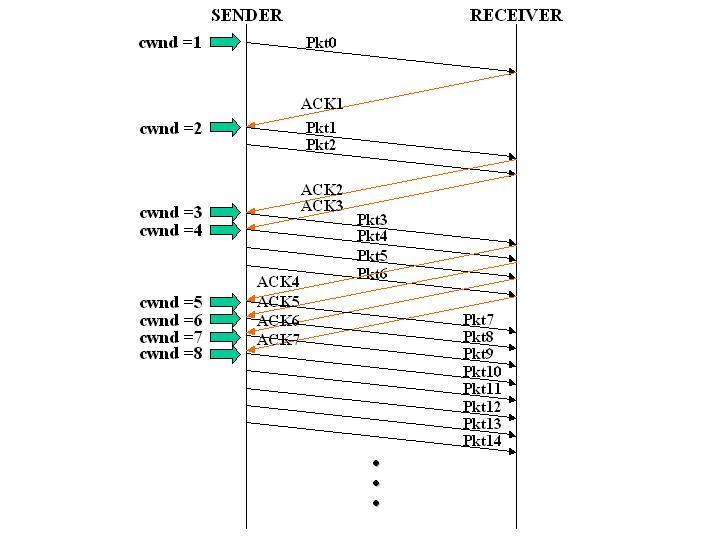 SENDER RECEIVER
cwnd =1
Pkt0
ACK1
cwnd =2
Pkt1
Pkt2
ACK2
ACK3
cwnd =3
Pkt3
cwnd =4
Pkt4
Pkt5
Pkt6
ACK4
cwnd =5
ACK5
cwnd =6
ACK6
Pkt7
cwnd =7
ACK7
Pkt8
cwnd =8
Pkt9
Pkt10
Pkt11
Pkt12
Pkt13
Pkt14